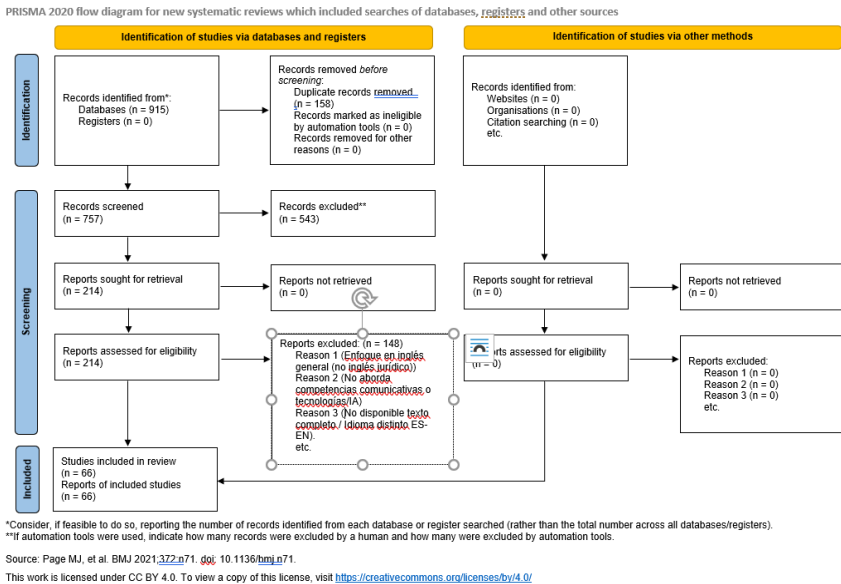 PRISMA 2020 flow diagram for new systematic reviews which included searches of databases, registers and other sources
Identification of studies via databases and registers
Identification of studies via other methods
Identification
Records identified from*:
Databases (n = 915)
Registers (n = 0)
Records removed before
screening:
Duplicate records removed
(n = 158)
Records marked as ineligible
by automation tools (n = 0)
Records removed for other
reasons (n = 0)
Records identified from:
Websites (n = 0)
Organisations (n = 0)
Citation searching (n = 0)
etc.
Screening
Records screened
(n = 757)
Records excluded**
(n = 543)
Reports sought for retrieval
(n = 214)
Reports not retrieved
(n = 0)
Reports sought for retrieval
(n = 0)
Reports not retrieved
(n = 0)
Reports assessed for eligibility
(n = 214)
Reports excluded: (n = 148)
Reason 1 (Enfoque en inglés
general (no inglés jurídico))
Reason 2 (No aborda
competencias comunicativas o
tecnologías/IA)
Reason 3 (No disponible texto
completo / Idioma distinto ES-
EN).
etc.
orts assessed for eligibility
(n = 0)
Reports excluded:
Reason 1 (n = 0)
Reason 2 (n = 0)
Reason 3 (n = 0)
etc.
Included
Studies included in review
(n = 66)
Reports of included studies
(n = 66)
*Consider, if feasible to do so, reporting the number of records identified from each database or register searched (rather than the total number across all databases/registers).
**If automation tools were used, indicate how many records were excluded by a human and how many were excluded by automation tools.
Source: Page MJ, et al. BMJ 2021;372:n71. doi: 10.1136/bmj.n71.
This work is licensed under CC BY 4.0. To view a copy of this license, visit https://creativecommons.org/licenses/by/4.0/